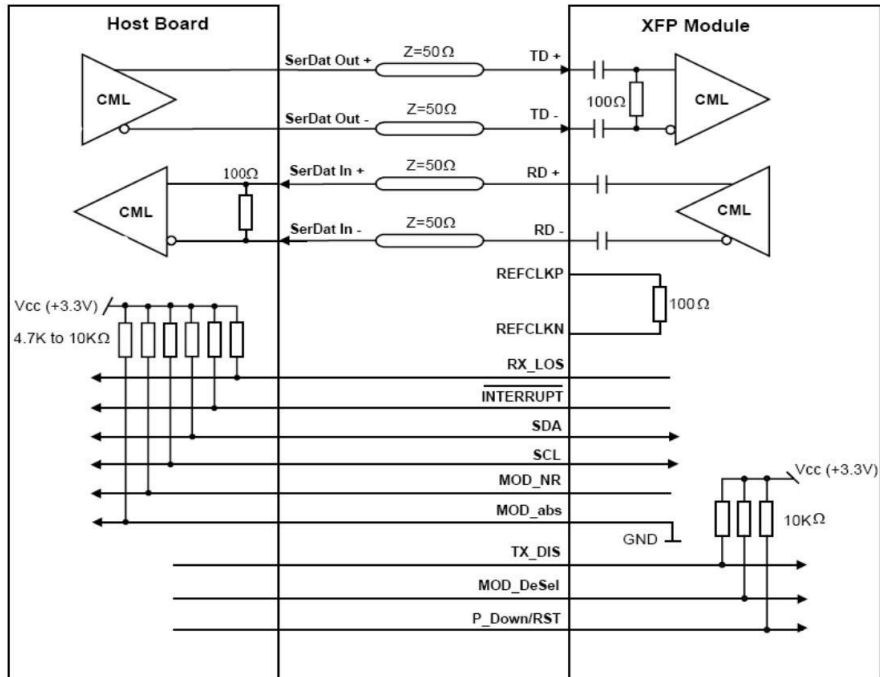 Host Board
XFP Module
SerDat Out +
Z=50Ω
TD +
CML
100Ω
CML
SerDat Out -
Z=50Ω
TD -
SerDat In +
Z=50Ω
RD +
100Ω
CML
CML
SerDat In -
Z=50Ω
RD -
REFCLKP
Vcc (+3.3V)
100Ω
4.7K to 10KΩ
REFCLKN
RX_LOS
INTERRUPT
SDA
SCL
Vcc (+3.3V)
MOD_NR
MOD_abs
10KΩ
GND
TX_DIS
MOD_DeSel
P_Down/RST